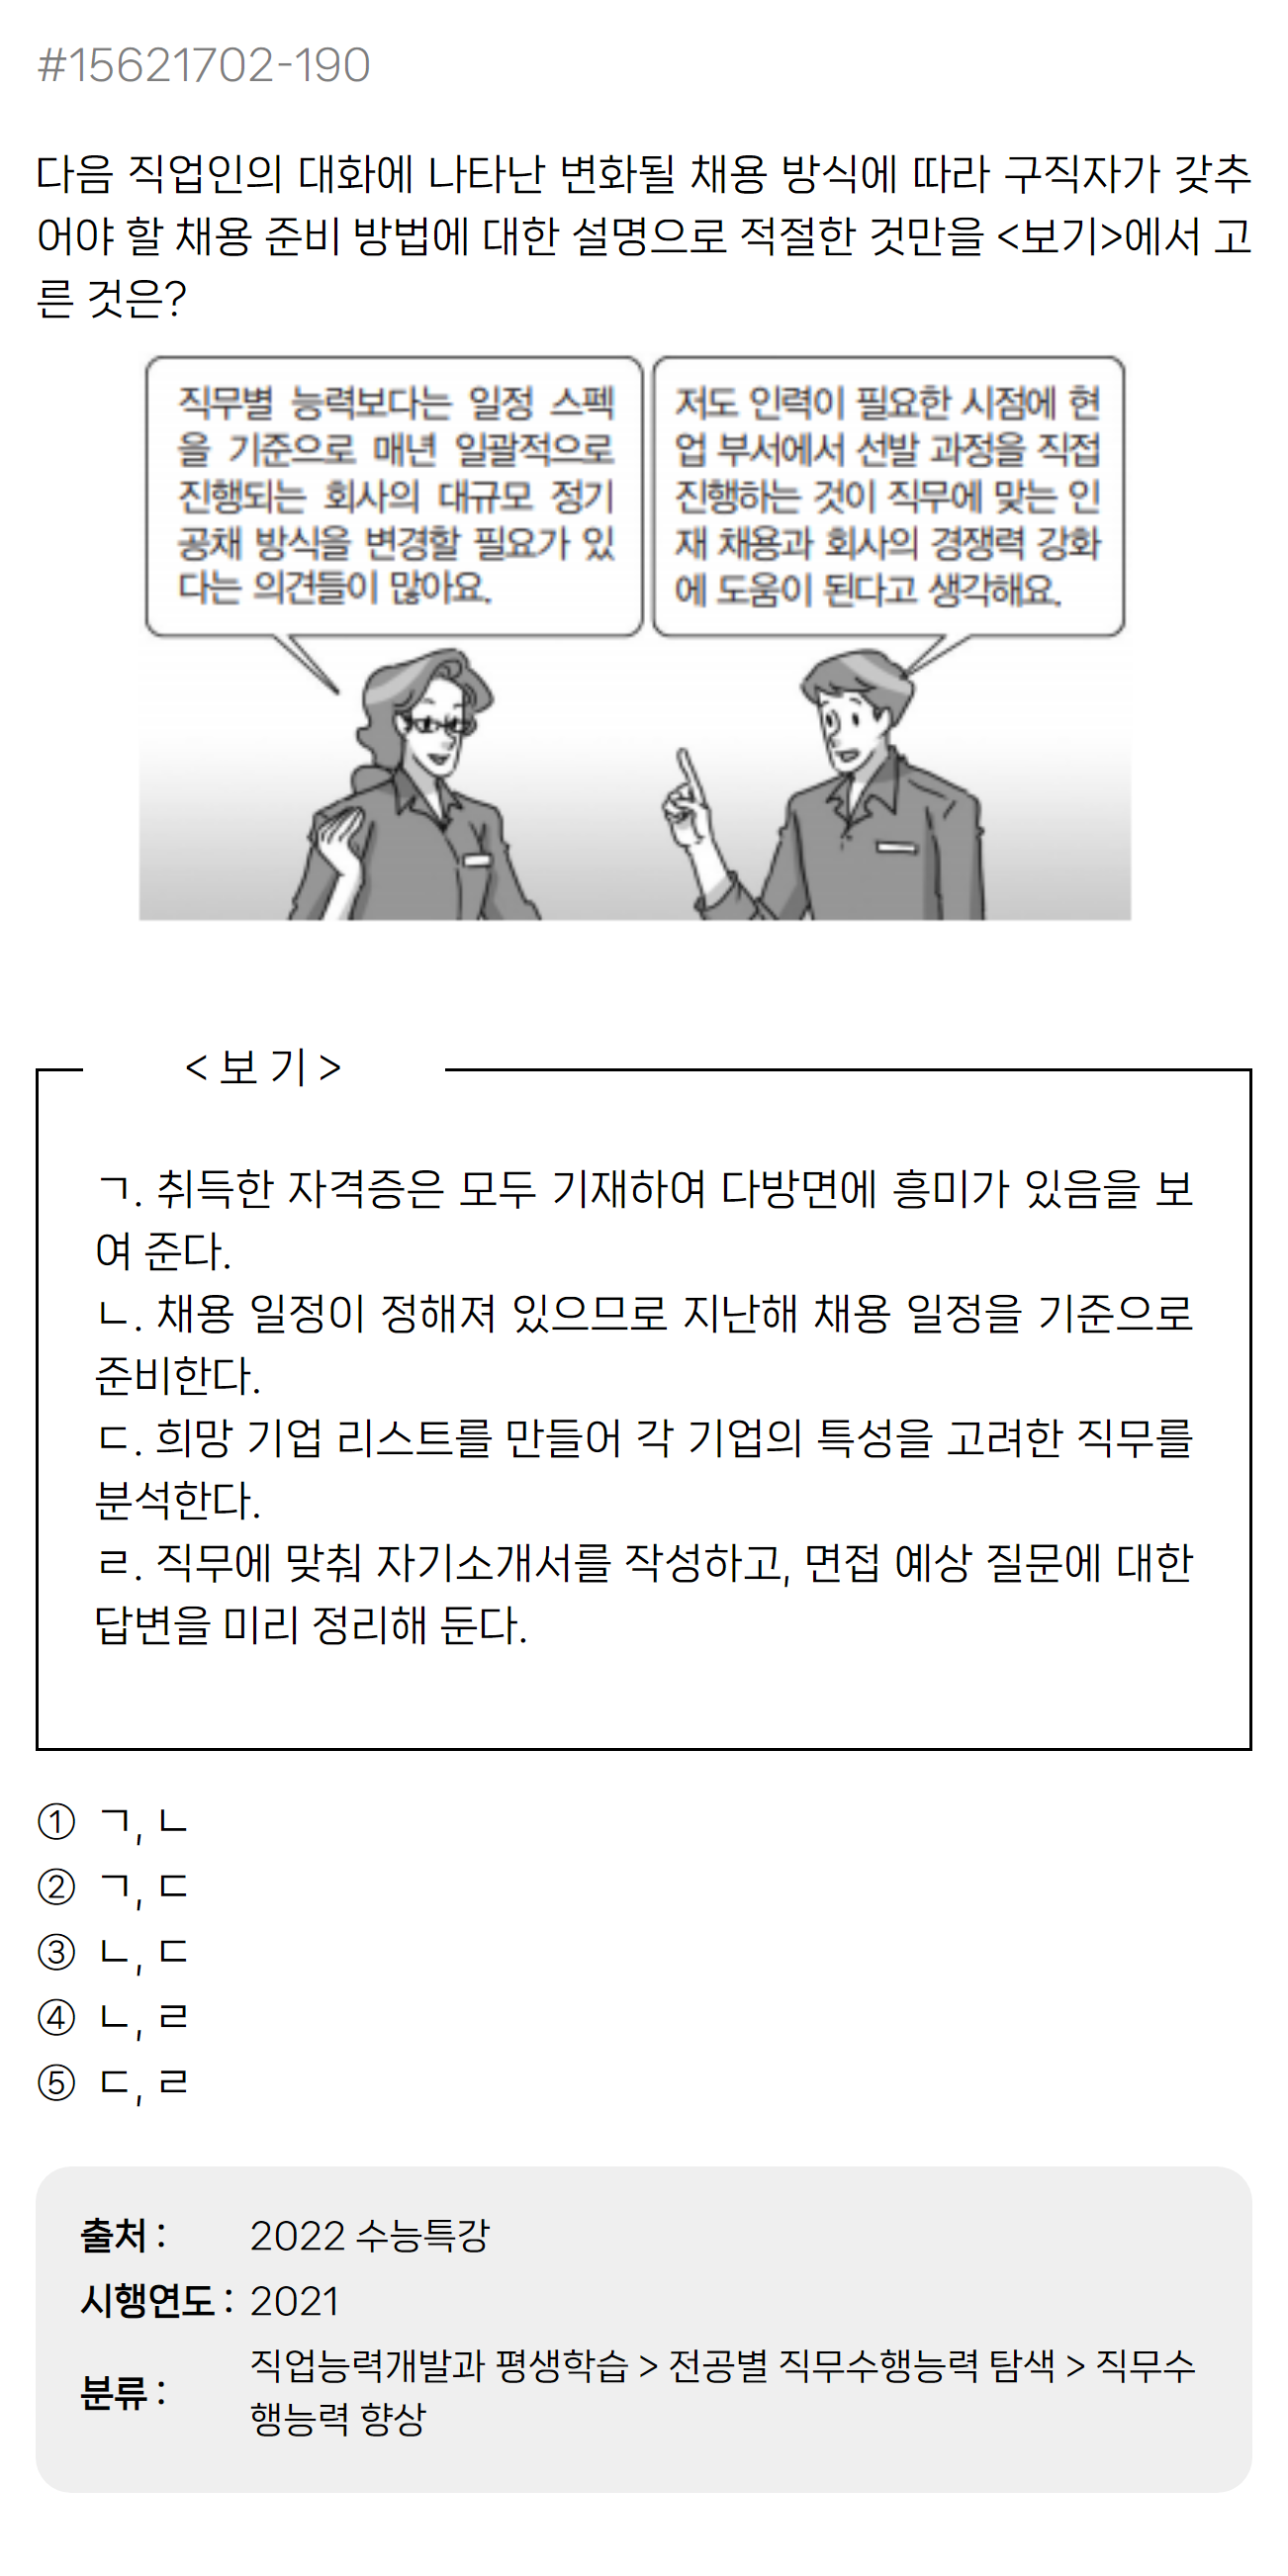 #15621702-190
다음 직업인의 대화에 나타난 변화될 채용 방식에 따라 구직자가 갖추
어야 할 채용 준비 방법에 대한 설명으로 적절한 것만을 <보기>에서 고
른 것은?
직무별 능력보다는 일정 스펙
을 기준으로 매년 일괄적으로
진행되는 회사의 대규모 정기
공채 방식을 변경할 필요가 있
다는 의견들이 많아요.
저도 인력이 필요한 시점에 현
업 부서에서 선발 과정을 직접
진행하는 것이 직무에 맞는 인
재 채용과 회사의 경쟁력 강화
에 도움이 된다고 생각해요.
< 보 기 >
ㄱ. 취득한 자격증은 모두 기재하여 다방면에 흥미가 있음을 보
여 준다.
ㄴ. 채용 일정이 정해져 있으므로 지난해 채용 일정을 기준으로
준비한다.
ㄷ. 희망 기업 리스트를 만들어 각 기업의 특성을 고려한 직무를
분석한다.
ㄹ. 직무에 맞춰 자기소개서를 작성하고, 면접 예상 질문에 대한
답변을 미리 정리해 둔다.
① ㄱ, ㄴ
② ㄱ, ㄷ
③ ㄴ, ㄷ
④ ㄴ, ㄹ
⑤ ㄷ, ㄹ
출처 : 2022 수능특강
시행연도 : 2021
분류 : 직업능력개발과 평생학습 > 전공별 직무수행능력 탐색 > 직무수
행능력 향상